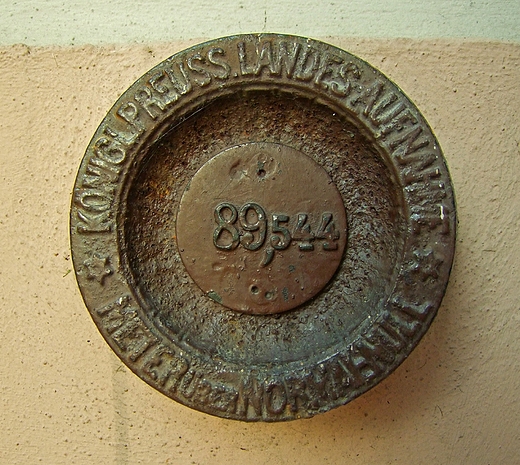 KÖNIGL. PREUSS. LANDES-AUFNAHME
89,544
METER ÜBER NORMAL-NULL